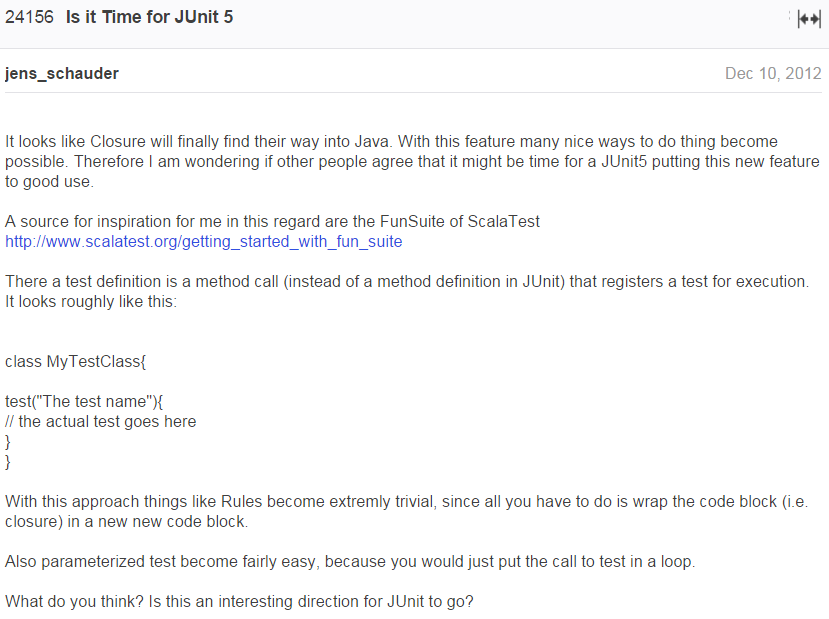 24156 Is it Time for JUnit 5
jens_schauder Dec 10, 2012
It looks like Closure will finally find their way into Java. With this feature many nice ways to do thing become
possible. Therefore I am wondering if other people agree that it might be time for a JUnit5 putting this new feature
to good use.
A source for inspiration for me in this regard are the FunSuite of ScalaTest
http://www.scalatest.org/getting_started_with_fun_suite
There a test definition is a method call (instead of a method definition in JUnit) that registers a test for execution.
It looks roughly like this:
class MyTestClass{
test("The test name"){
// the actual test goes here
}
}
With this approach things like Rules become extremly trivial, since all you have to do is wrap the code block (i.e.
closure) in a new new code block.
Also parameterized test become fairly easy, because you would just put the call to test in a loop.
What do you think? Is this an interesting direction for JUnit to go?